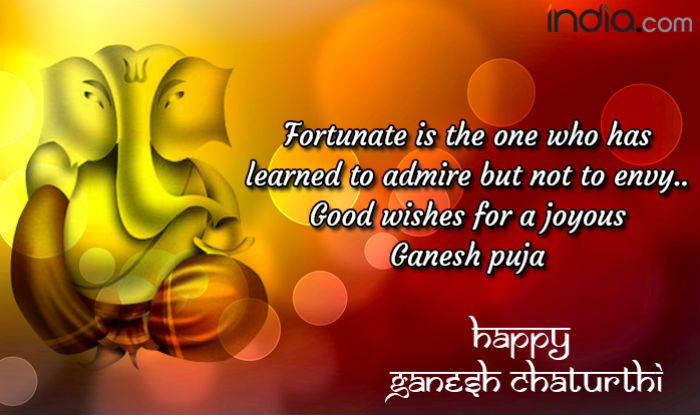 india.com
Fortunate is the one who has
learned to admire but not to envy..
Good wishes for a joyous
Ganesh puja
happy
ganesh chaturthi